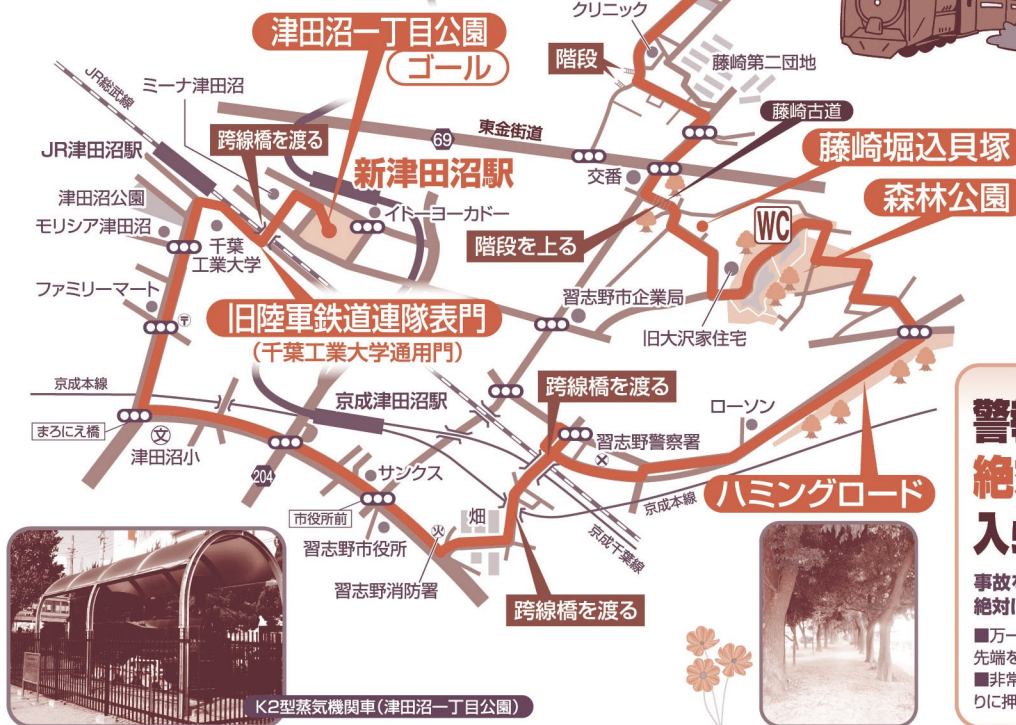 クリニック
津田沼一丁目公園
ゴール
階段
藤崎第二団地
JR総武線
ミーナ津田沼
藤崎古道
跨線橋を渡る
東金街道
69
JR津田沼駅
藤崎堀込貝塚
新津田沼駅
交番
森林公園
津田沼公園
イトーヨーカドー
モリシア津田沼
WC
千葉
工業大学
階段を上る
ファミリーマート
習志野市企業局
旧陸軍鉄道連隊表門
(千葉工業大学通用門)
〒
旧大沢家住宅
京成本線
京成津田沼駅
跨線橋を渡る
ローソン
まろにえ橋
文
津田沼小
習志野警察署
サンクス
204
ハミングロード
市役所前
畑
京成本線
習志野市役所
火
京成千葉線
習志野消防署
跨線橋を渡る
K2型蒸気機関車(津田沼一丁目公園)
入
事故
絶対に
■万一
先端を
■非常
りに押